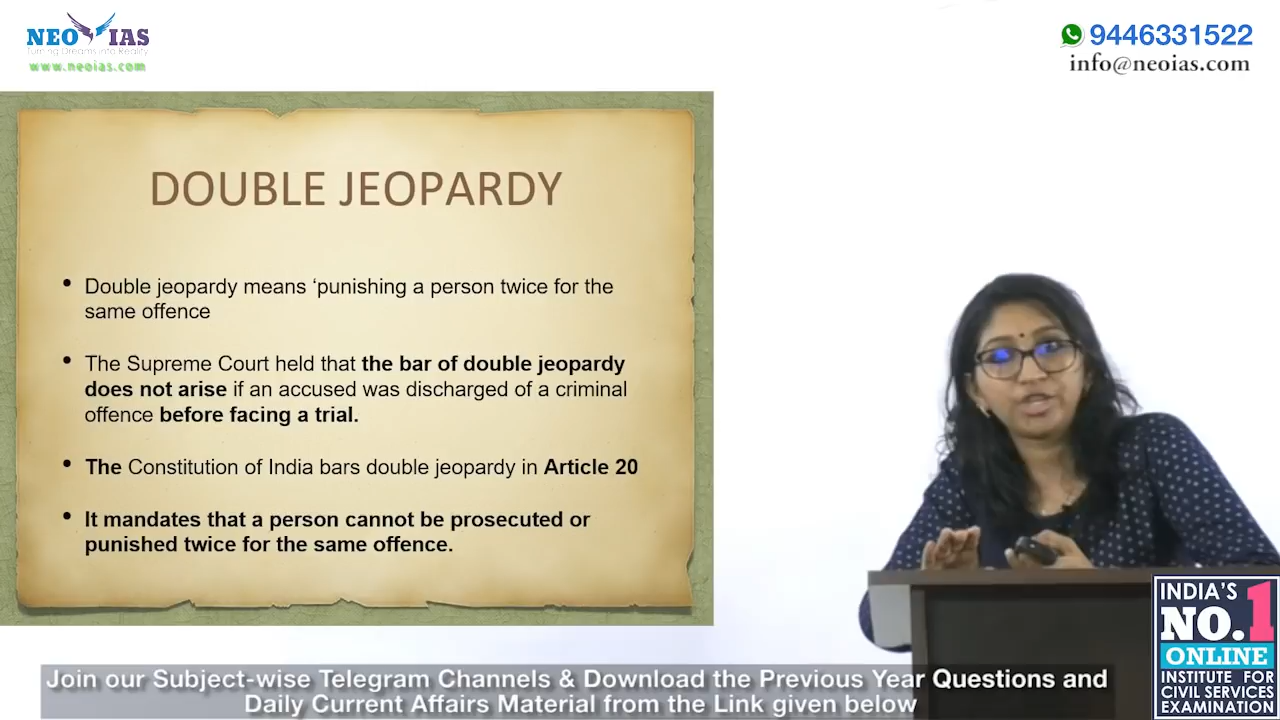 NEO IAS
Turning Dreams into Reality
www.neoias.com
9446331522
info@neoias.com
DOUBLE JEOPARDY
• Double jeopardy means ‘punishing a person twice for the
same offence
• The Supreme Court held that the bar of double jeopardy
does not arise if an accused was discharged of a criminal
offence before facing a trial.
• The Constitution of India bars double jeopardy in Article 20
• It mandates that a person cannot be prosecuted or
punished twice for the same offence.
INDIA'S
NO.1
ONLINE
INSTITUTE FOR
CIVIL SERVICES
EXAMINATION
Join our Subject-wise Telegram Channels & Download the Previous Year Questions and
Daily Current Affairs Material from the Link given below